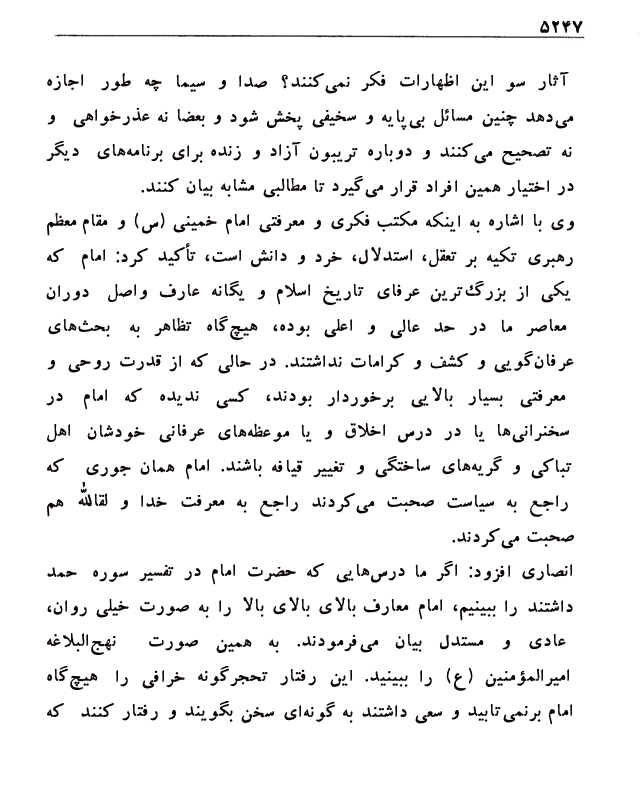 ۵۲۴۷
آثار سو این اظهارات فکر نمی‌کنند؟ صدا و سیما چه طور اجازه
می‌دهد چنین مسائل بی‌پایه و سخیفی پخش شود و بعضا نه عذرخواهی و
نه تصحیح می‌کنند و دوباره تریبون آزاد و زنده برای برنامه‌های دیگر
در اختیار همین افراد قرار می‌گیرد تا مطالبی مشابه بیان کنند.
وی با اشاره به اینکه مکتب فکری و معرفتی امام خمینی (س) و مقام معظم
رهبری تکیه بر تعقل، استدلال، خرد و دانش است، تأکید کرد: امام که
یکی از بزرگ‌ترین عرفای تاریخ اسلام و یگانه عارف واصل دوران
معاصر ما در حد عالی و اعلی بوده، هیچ‌گاه تظاهر به بحث‌های
عرفان‌گویی و کشف و کرامات نداشتند. در حالی که از قدرت روحی و
معرفتی بسیار بالایی برخوردار بودند، کسی ندیده که امام در
سخنرانی‌ها یا در درس اخلاق و یا موعظه‌های عرفانی خودشان اهل
تباکی و گریه‌های ساختگی و تغییر قیافه باشند. امام همان جوری که
راجع به سیاست صحبت می‌کردند راجع به معرفت خدا و لقاالله هم
صحبت می‌کردند.
انصاری افزود: اگر ما درس‌هایی که حضرت امام در تفسیر سوره حمد
داشتند را ببینیم، امام معارف بالای بالای بالا را به صورت خیلی روان،
عادی و مستدل بیان می‌فرمودند. به همین صورت نهج‌البلاغه
امیرالمؤمنین (ع) را ببینید. این رفتار تحجرگونه خرافی را هیچ‌گاه
امام برنمی‌تابید و سعی داشتند به گونه‌ای سخن بگویند و رفتار کنند که